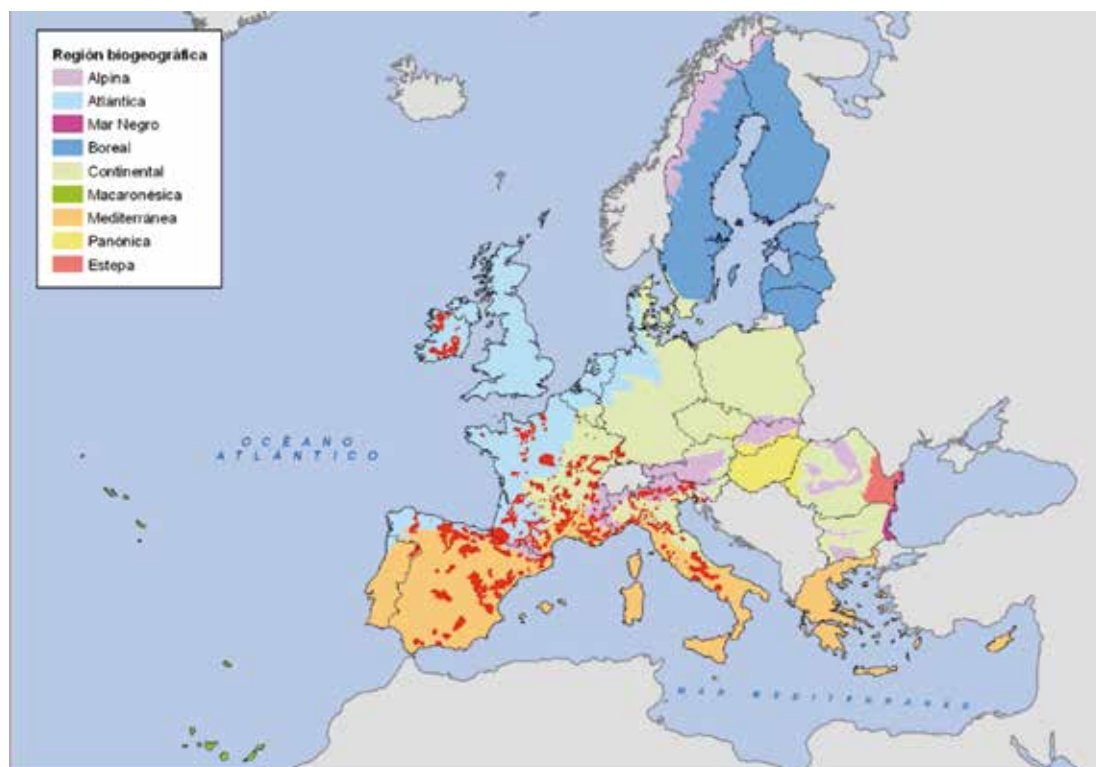 Región biogeográfica
Alpina
Atlántica
Mar Negro
Boreal
Continental
Macaronésica
Mediterránea
Panónica
Estepa
OCÉANO
ATLÁNTICO
MAR MEDITERRÁNEO